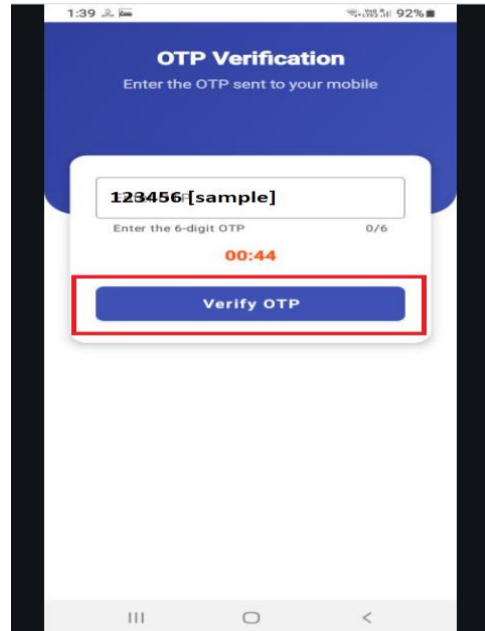 1:39 92%
OTP Verification
Enter the OTP sent to your mobile
123456 [sample]
Enter the 6-digit OTP 0/6
00:44
Verify OTP